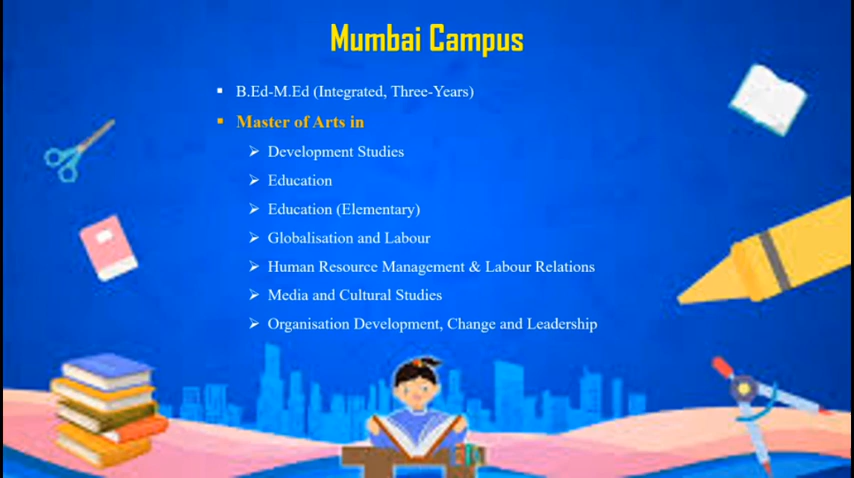 Mumbai Campus
▪ B.Ed-M.Ed (Integrated, Three-Years)
▪ Master of Arts in
➢ Development Studies
➢ Education
➢ Education (Elementary)
➢ Globalisation and Labour
➢ Human Resource Management & Labour Relations
➢ Media and Cultural Studies
➢ Organisation Development, Change and Leadership